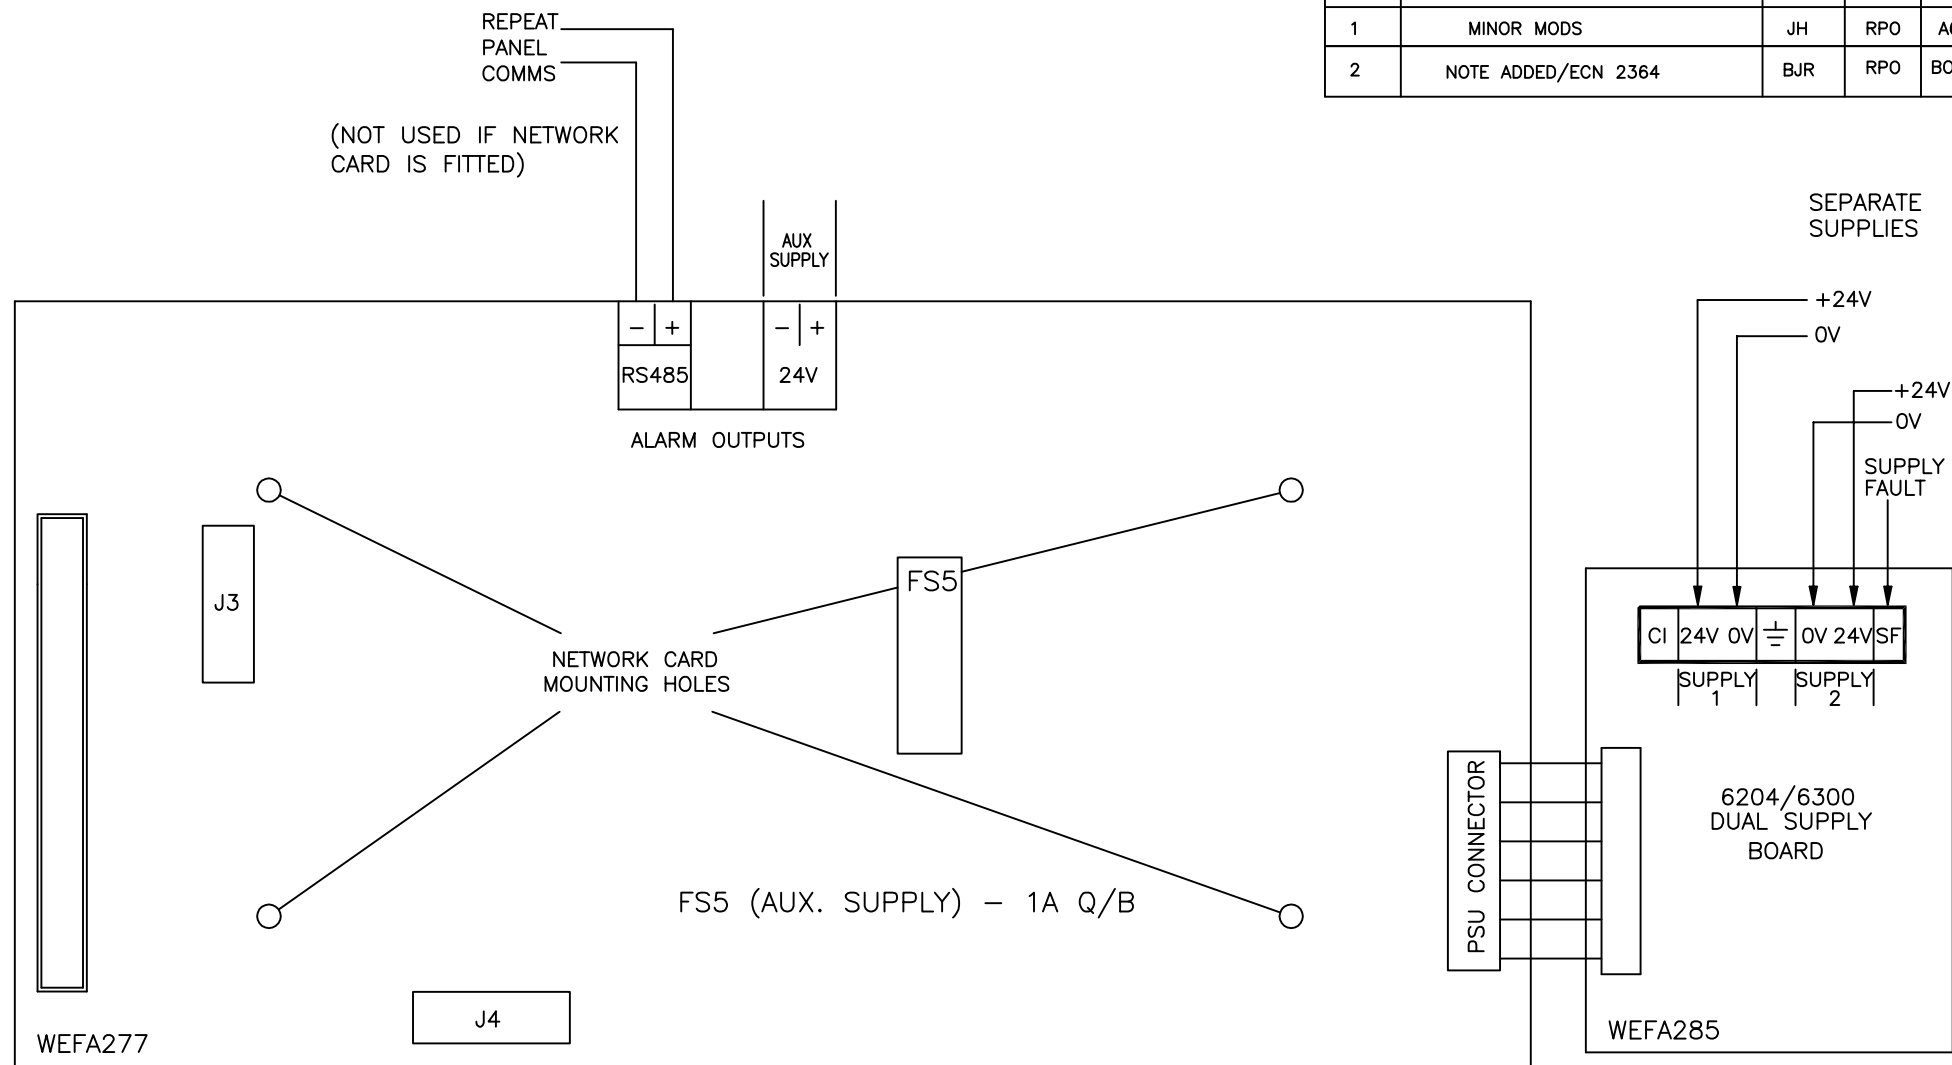 REPEAT
PANEL
COMMS
(NOT USED IF NETWORK
CARD IS FITTED)
1 MINOR MODS JH RPO
2 NOTE ADDED/ECN 2364 BJR RPO
AUX
SUPPLY
SEPARATE
SUPPLIES
+24V
0V
+24V
0V
SUPPLY
FAULT
- +
- +
RS485
24V
ALARM OUTPUTS
J3
FS5
NETWORK CARD
MOUNTING HOLES
CI 24V 0V 0V 24V SF
SUPPLY
1
SUPPLY
2
PSU CONNECTOR
6204/6300
DUAL SUPPLY
BOARD
FS5 (AUX. SUPPLY) – 1A Q/B
J4
WEFA277
WEFA285